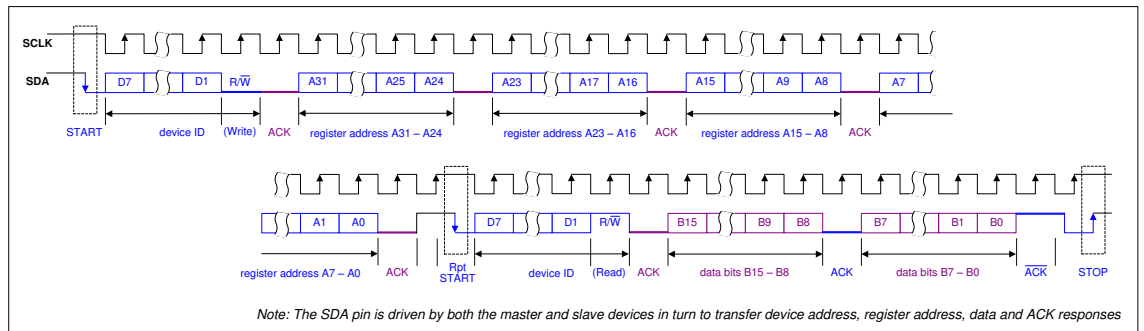 SCLK
SDA D7 D1 R/W̅ A31 A25 A24 A23 A17 A16 A15 A9 A8 A7
START device ID (Write) ACK register address A31 – A24 ACK register address A23 – A16 ACK register address A15 – A8 ACK
A1 A0 D7 D1 R/W̅ B15 B9 B8 B7 B1 B0
register address A7 – A0 ACK Rpt START device ID (Read) ACK data bits B15 – B8 ACK data bits B7 – B0 A̅C̅K̅ STOP
Note: The SDA pin is driven by both the master and slave devices in turn to transfer device address, register address, data and ACK responses